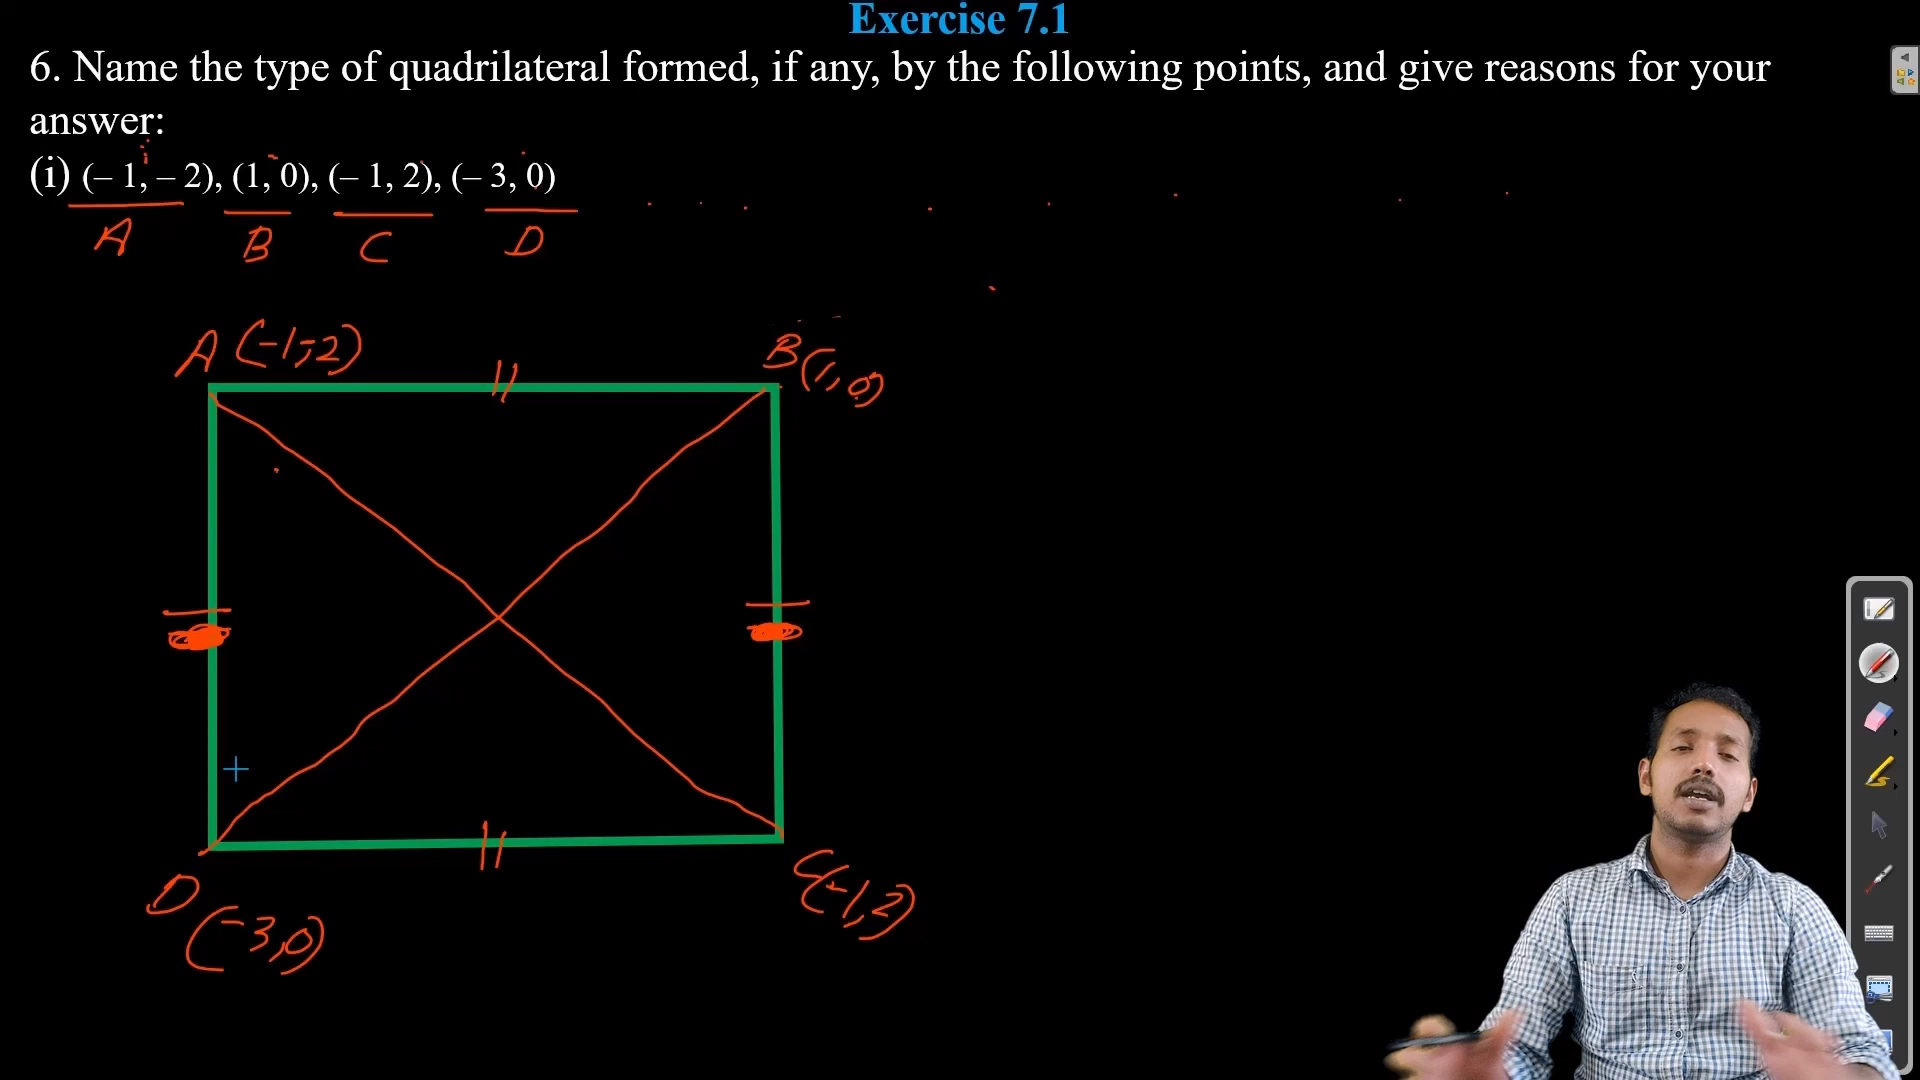 Exercise 7.1
6. Name the type of quadrilateral formed, if any, by the following points, and give reasons for your
answer:
(i) (– 1, – 2), (1, 0), (– 1, 2), (– 3, 0)
A B C D
A (-1,-2) B (1, 0)
D (-3,0) C (-1,2)